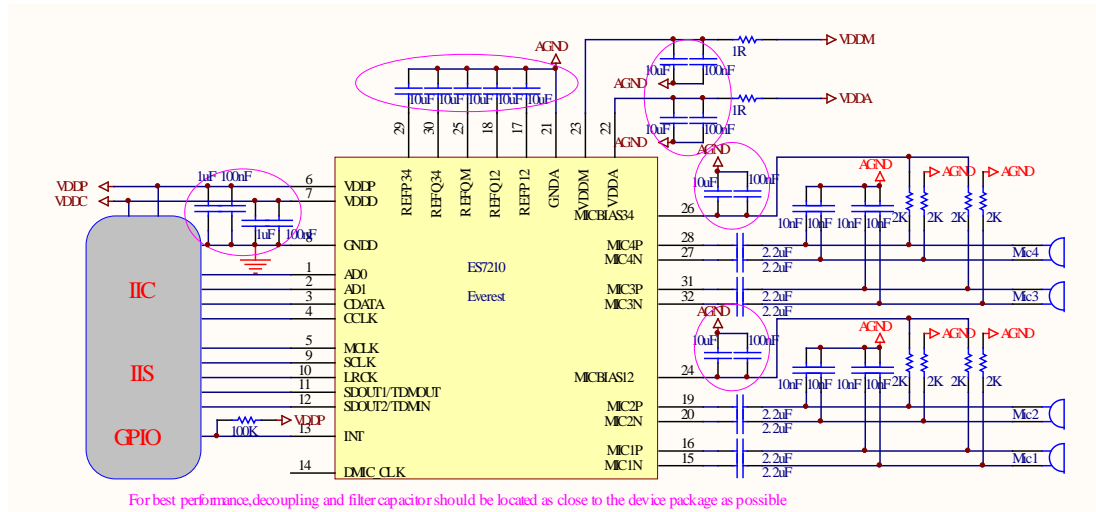 AGND
10uF 10uF 10uF 10uF 10uF
29 30 25 18 17 21 23 22
10uF 100nF
AGND
1R
VDDM
10uF 100nF
AGND
1R
VDDA
REFP34 REFQ34 REFQM REFQ12 REFP12 GNDA VDDM VDDA
VDDP
VDDC
1uF 100nF
1uF 100nF
6 VDDP
7 VDDD
GNDD
1 AD0
2 AD1
3 CDATA
4 CCLK
5 MCLK
9 SCLK
10 LRCK
11 SDOUT1/TDMOUT
12 SDOUT2/TDMIN
VDDP
100K
13 INT
14 DMIC_CLK
IIC
IIS
GPIO
ES7210
Everest
AGND
10uF 100nF
MICBIAS34 26
AGND AGND AGND
10nF 10nF 10nF 10nF 2K 2K 2K 2K
MIC4P 28
MIC4N 27
2.2uF
2.2uF
Mic4
MIC3P 31
MIC3N 32
2.2uF
2.2uF
Mic3
AGND
10uF 100nF
MICBIAS12 24
AGND AGND AGND
10nF 10nF 10nF 10nF 2K 2K 2K 2K
MIC2P 19
MIC2N 20
2.2uF
2.2uF
Mic2
MIC1P 16
MIC1N 15
2.2uF
2.2uF
Mic1
For best performance,decoupling and filter capacitor should be located as close to the device package as possible